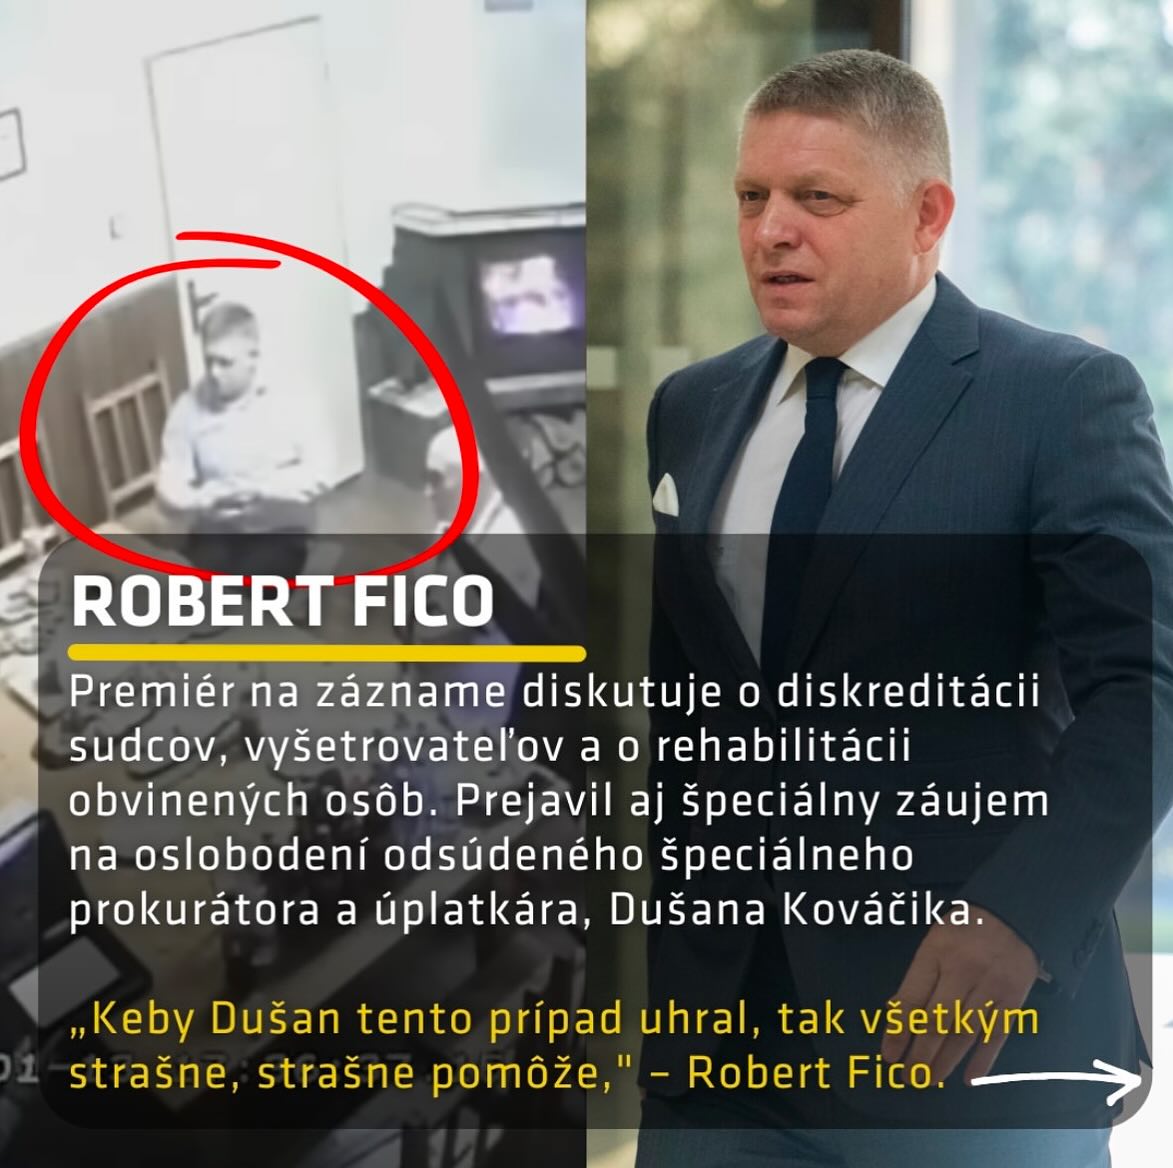 ROBERT FICO
Premiér na zázname diskutuje o diskreditácii
sudcov, vyšetrovateľov a o rehabilitácii
obvinených osôb. Prejavil aj špeciálny záujem
na oslobodení odsúdeného špeciálneho
prokurátora a úplatkára, Dušana Kováčika.
„Keby Dušan tento prípad uhral, tak všetkým
strašne, strašne pomôže," – Robert Fico.